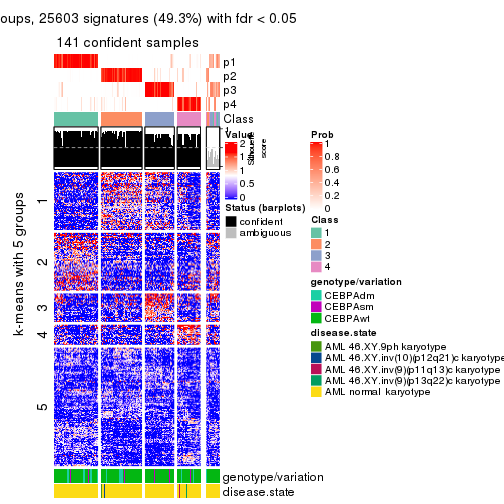 oups, 25603 signatures (49.3%) with fdr < 0.05
141 confident samples
p1
p2
p3
p4
Class
Silhouette score
k-means with 5 groups
1
2
3
4
5
genotype/variation
disease.state
Value
2
1.5
1
0.5
0
Status (barplots)
confident
ambiguous
Prob
1
0.8
0.6
0.4
0.2
0
Class
1
2
3
4
genotype/variation
CEBPAdm
CEBPAsm
CEBPAwt
disease.state
AML 46.XY.9ph karyotype
AML 46.XY.inv(10)(p12q21)c karyotype
AML 46.XY.inv(9)(p11q13)c karyotype
AML 46.XY.inv(9)(p13q22)c karyotype
AML normal karyotype